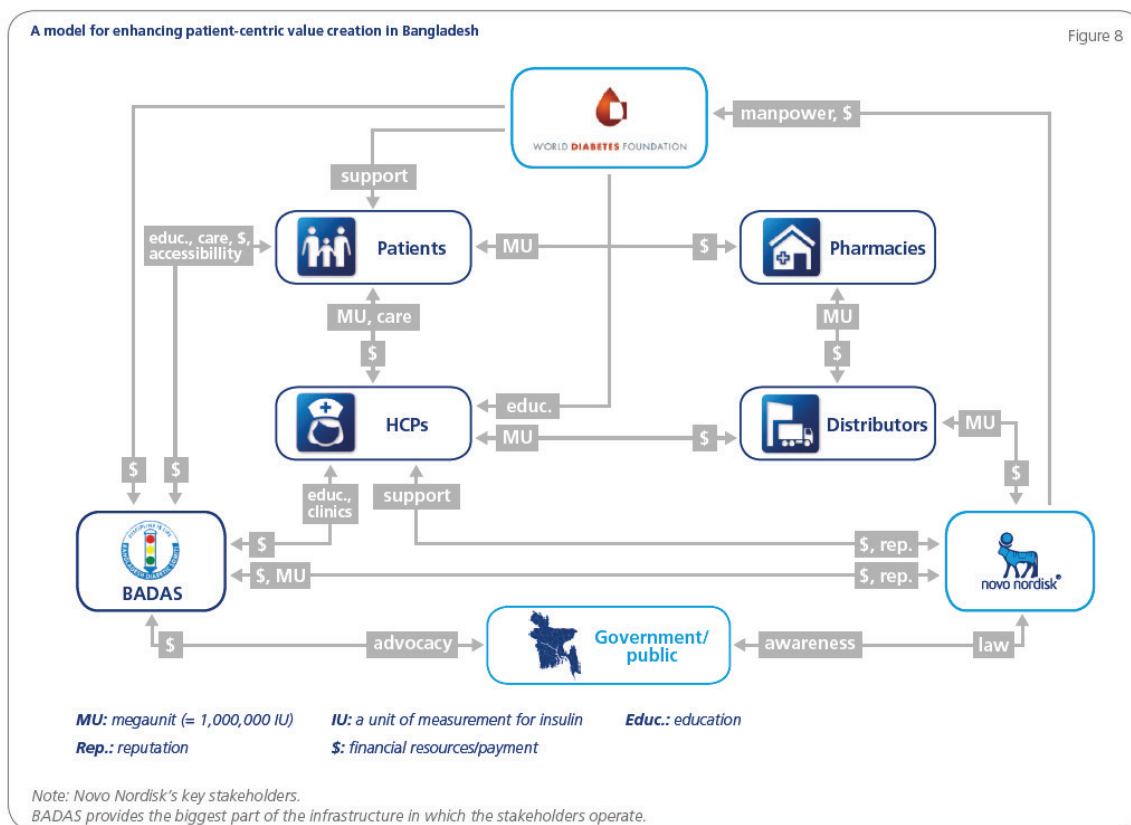 A model for enhancing patient-centric value creation in Bangladesh
Figure 8
WORLD DIABETES FOUNDATION
manpower, $
support
educ., care, $,
accessibillity
Patients
MU
$
Pharmacies
MU, care
$
MU
$
HCPs
educ.
MU
$
Distributors
MU
$
$
$
educ.,
clinics
support
$
BADAS
$, MU
$, rep.
$, rep.
novo nordisk®
$
advocacy
Government/
public
awareness
law
MU: megaunit (= 1,000,000 IU)
IU: a unit of measurement for insulin
Educ.: education
Rep.: reputation
$: financial resources/payment
Note: Novo Nordisk's key stakeholders.
BADAS provides the biggest part of the infrastructure in which the stakeholders operate.